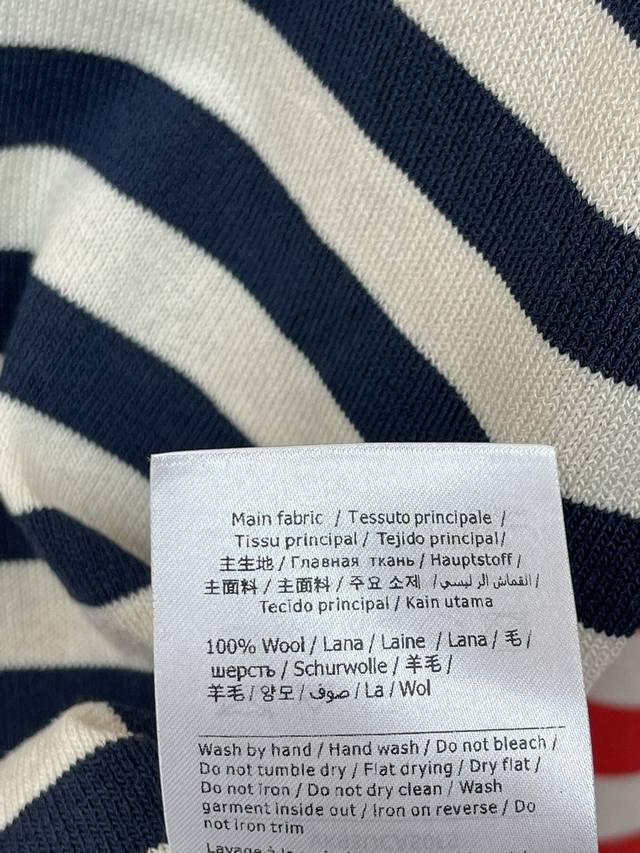 Main fabric / Tessuto principale /
Tissu principal / Tejido principal/
主生地 / Главная ткань / Hauptstoff /
主面料 / 主面料 / 주요 소재 / القماش الرئيسي /
Tecido principal / Kain utama
100% Wool / Lana / Laine / Lana / 毛 /
шерсть / Schurwolle / 羊毛 /
羊毛 / 양모 / صوف / La / Wol
Wash by hand / Hand wash / Do not bleach /
Do not tumble dry / Flat drying / Dry flat /
Do not iron / Do not dry clean / Wash
garment inside out / Iron on reverse / Do
not iron trim